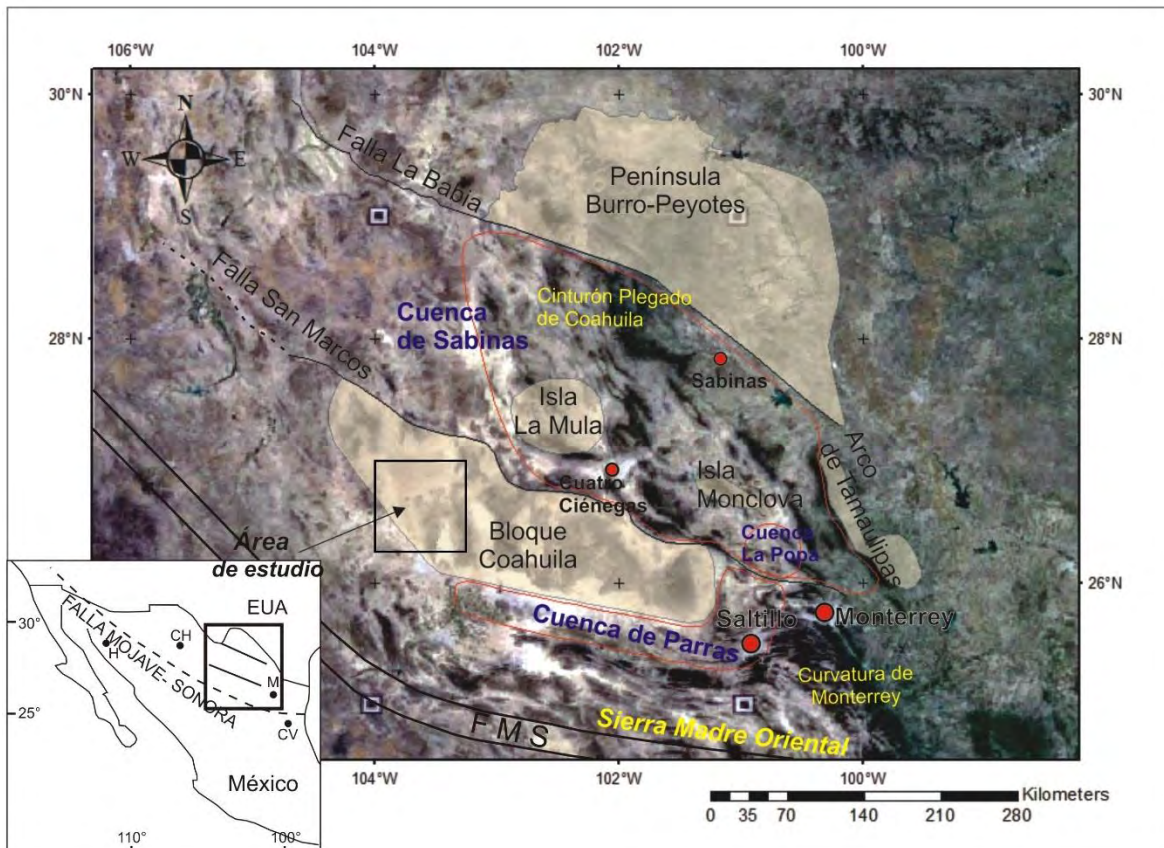 106°W
104°W
102°W
100°W
30°N
30°N
N
W
E
S
Falla La Babia
Península
Burro-Peyotes
Falla San Marcos
Cuenca
de Sabinas
Cinturón Plegado
de Coahuila
28°N
28°N
Sabinas
Isla
La Mula
Cuatro
Ciénegas
Isla
Monclova
Arco
de Tamaulipas
Bloque
Coahuila
Cuenca
La Popa
Área
de estudio
26°N
Saltillo
Monterrey
Cuenca de Parras
Curvatura de
Monterrey
Sierra Madre Oriental
F M S
104°W
102°W
100°W
Kilometers
0 35 70 140 210 280
EUA
30°
FALLA MOJAVE- SONORA
CH
H
M
25°
CV
México
110°
100°